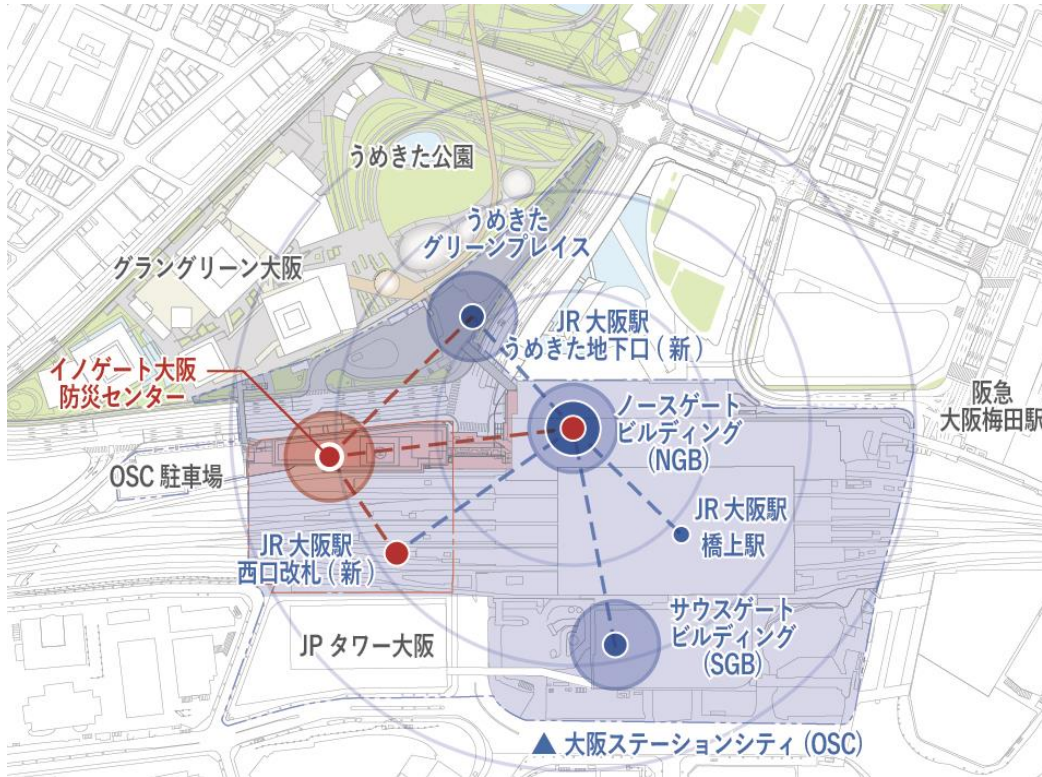 うめきた公園
うめきた
グリーンプレイス
グラングリーン大阪
JR 大阪駅
うめきた地下口 ( 新 )
イノゲート大阪
防災センター
ノースゲート
ビルディング
(NGB)
阪急
大阪梅田駅
OSC 駐車場
JR 大阪駅
橋上駅
JR 大阪駅
西口改札 ( 新 )
サウスゲート
ビルディング
(SGB)
JP タワー大阪
▲ 大阪ステーションシティ (OSC)